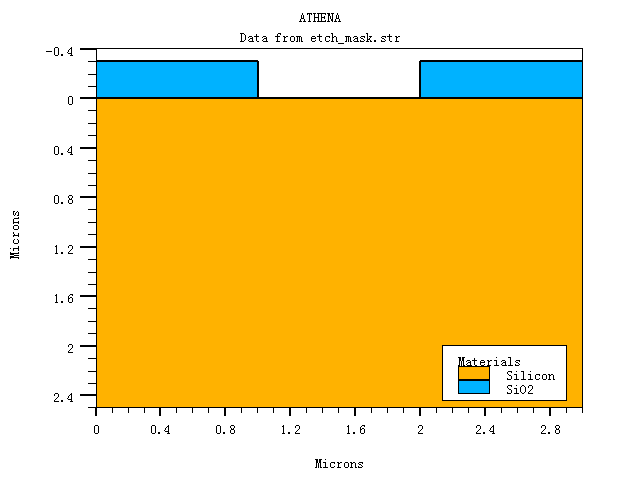 ATHENA
Data from etch_mask.str
-0.4
0
0.4
0.8
1.2
1.6
2
2.4
Microns
Materials
Silicon
SiO2
0 0.4 0.8 1.2 1.6 2 2.4 2.8
Microns